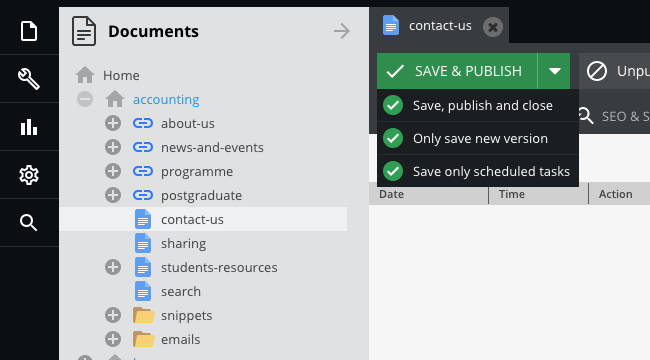 Documents
Home
accounting
about-us
news-and-events
programme
postgraduate
contact-us
sharing
students-resources
search
snippets
emails
contact-us
SAVE & PUBLISH
Unpu
Save, publish and close
Only save new version
SEO & S
Save only scheduled tasks
Date Time Action